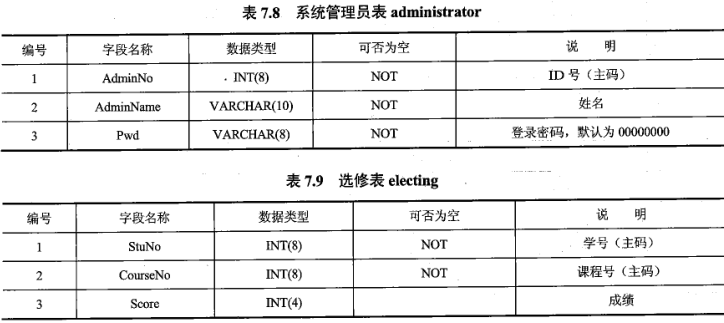 表 7.8 系统管理员表 administrator
编号 字段名称 数据类型 可否为空 说 明
1 AdminNo INT(8) NOT ID 号（主码）
2 AdminName VARCHAR(10) NOT 姓名
3 Pwd VARCHAR(8) NOT 登录密码，默认为 00000000
表 7.9 选修表 electing
编号 字段名称 数据类型 可否为空 说 明
1 StuNo INT(8) NOT 学号（主码）
2 CourseNo INT(8) NOT 课程号（主码）
3 Score INT(4) 成绩